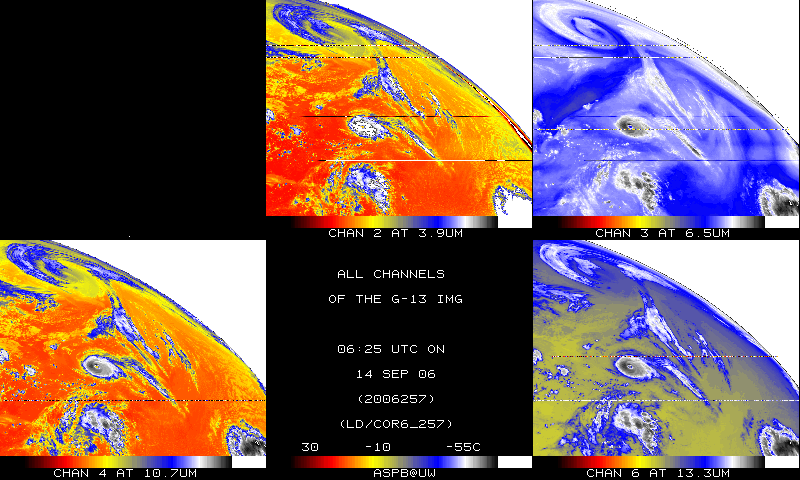 CHAN 2 AT 3.9UM
CHAN 3 AT 6.5UM
ALL CHANNELS
OF THE G-13 IMG
06:25 UTC ON
14 SEP 06
(2006257)
(LD/COR6_257)
30 -10 -55C
CHAN 4 AT 10.7UM
ASPB@UW
CHAN 6 AT 13.3UM